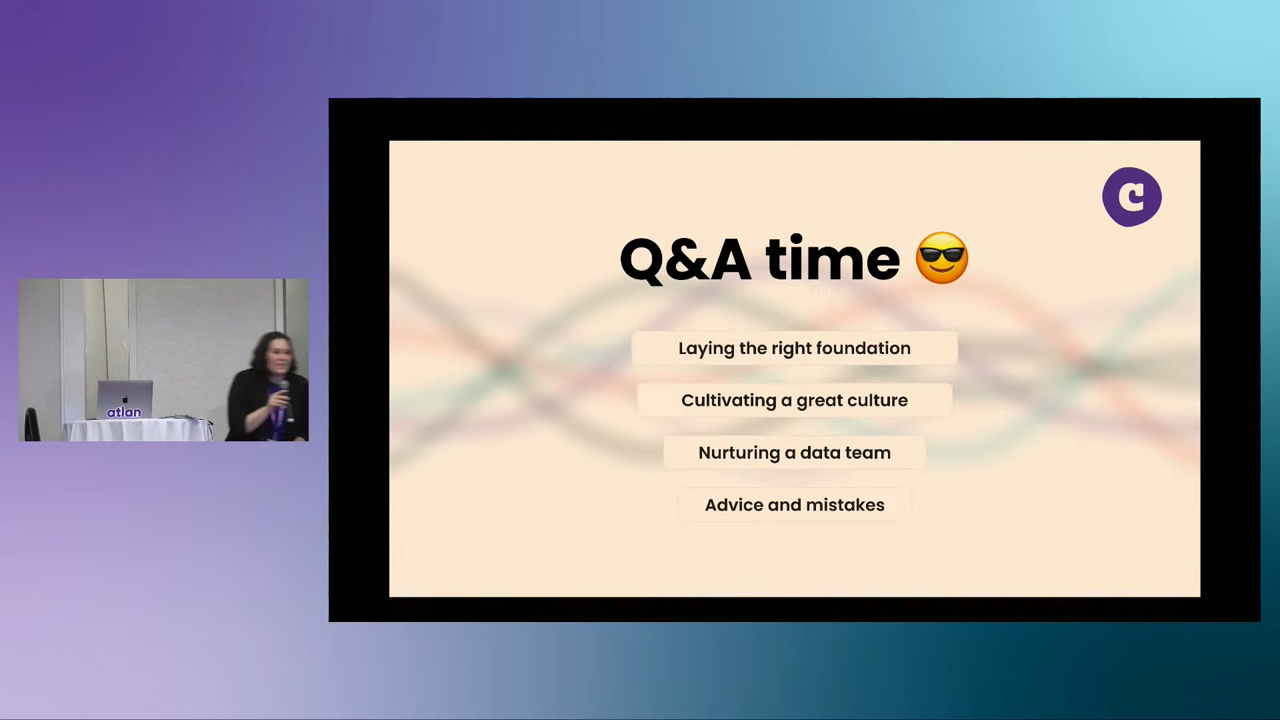 Q&A time 😎
Laying the right foundation
Cultivating a great culture
Nurturing a data team
Advice and mistakes
C
atlan